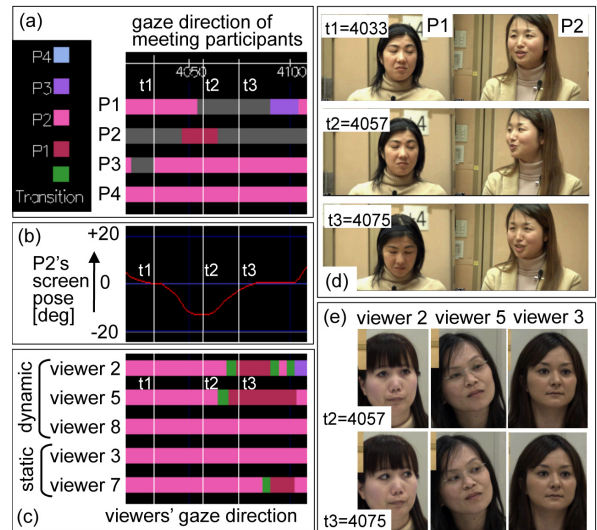 (a)
gaze direction of
meeting participants
P4
P3
P2
P1
Transition
4050
4100
t1
t2
t3
P1
P2
P3
P4
(b)
+20
0
-20
P2's
screen
pose
[deg]
t1
t2
t3
dynamic
static
viewer 2
viewer 5
viewer 8
viewer 3
viewer 7
t1
t2
t3
(c)
viewers' gaze direction
t1=4033
P1
P2
t2=4057
t3=4075
t4
(d)
(e)
viewer 2
viewer 5
viewer 3
t2=4057
t3=4075